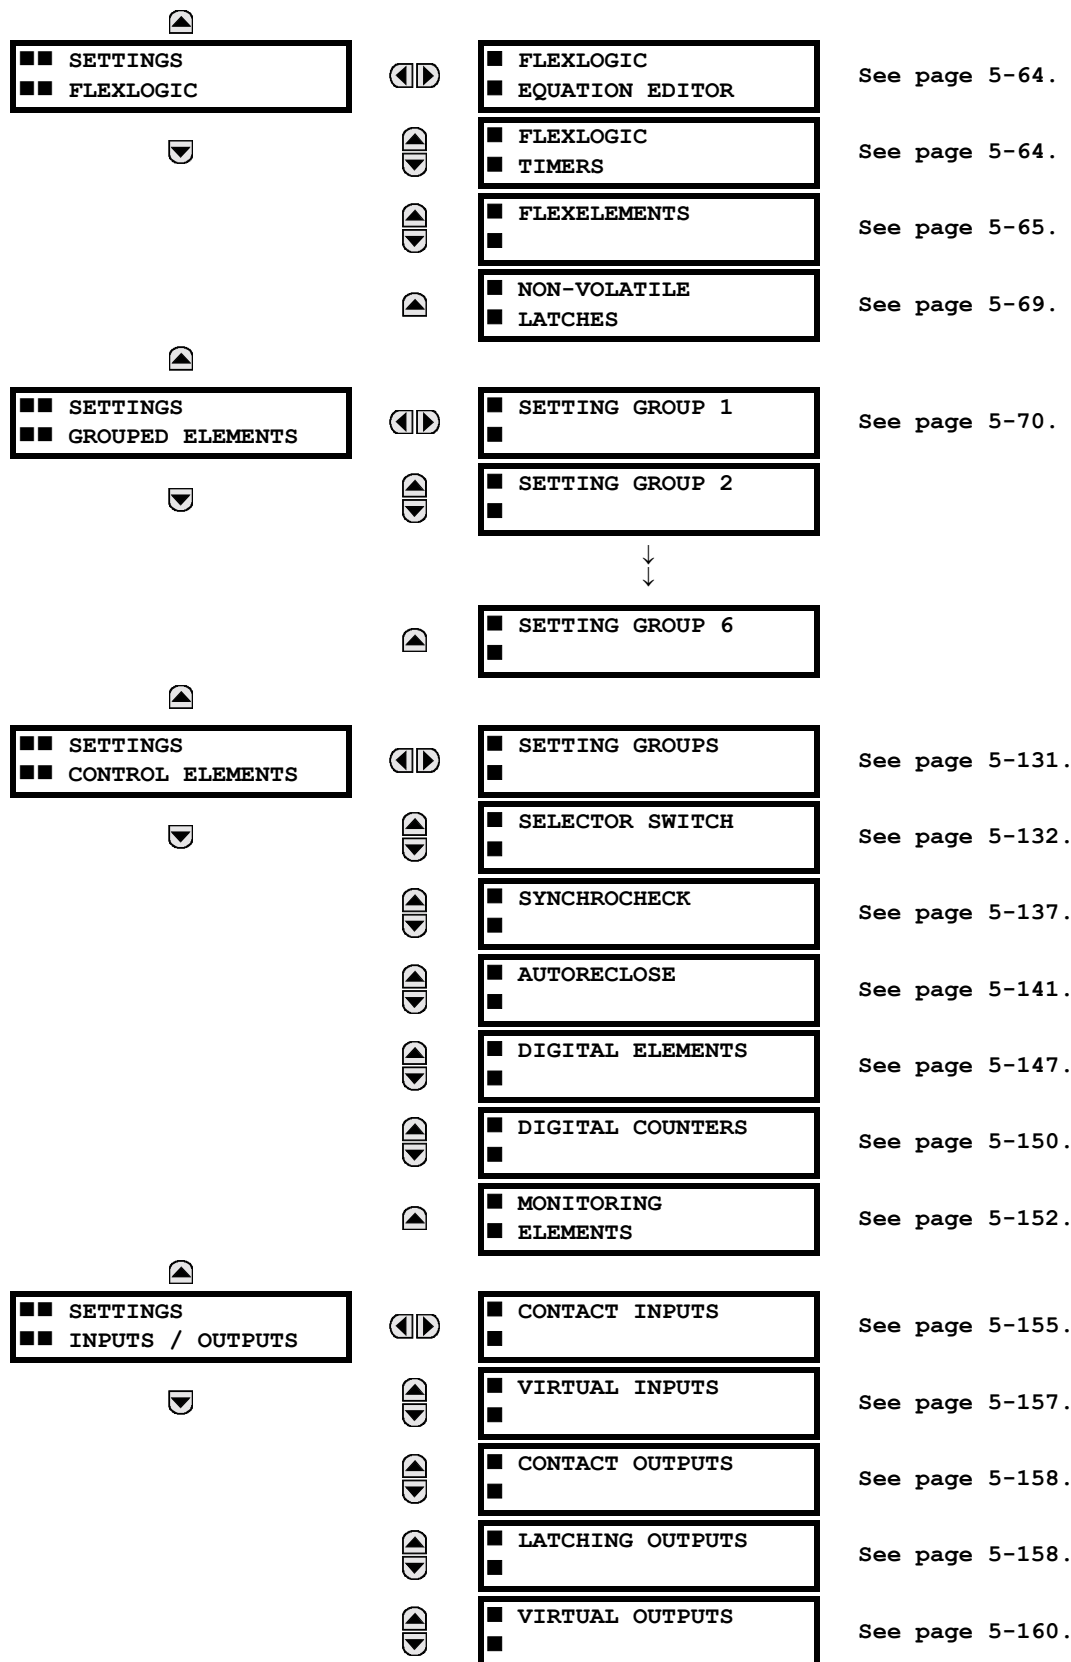 ■■ SETTINGS
■■ FLEXLOGIC
■ FLEXLOGIC
■ EQUATION EDITOR
See page 5-64.
■ FLEXLOGIC
■ TIMERS
See page 5-64.
■ FLEXELEMENTS
■
See page 5-65.
■ NON-VOLATILE
■ LATCHES
See page 5-69.
■■ SETTINGS
■■ GROUPED ELEMENTS
■ SETTING GROUP 1
■
See page 5-70.
■ SETTING GROUP 2
■
↓
↓
■ SETTING GROUP 6
■
■■ SETTINGS
■■ CONTROL ELEMENTS
■ SETTING GROUPS
■
See page 5-131.
■ SELECTOR SWITCH
■
See page 5-132.
■ SYNCHROCHECK
■
See page 5-137.
■ AUTORECLOSE
■
See page 5-141.
■ DIGITAL ELEMENTS
■
See page 5-147.
■ DIGITAL COUNTERS
■
See page 5-150.
■ MONITORING
■ ELEMENTS
See page 5-152.
■■ SETTINGS
■■ INPUTS / OUTPUTS
■ CONTACT INPUTS
■
See page 5-155.
■ VIRTUAL INPUTS
■
See page 5-157.
■ CONTACT OUTPUTS
■
See page 5-158.
■ LATCHING OUTPUTS
■
See page 5-158.
■ VIRTUAL OUTPUTS
■
See page 5-160.